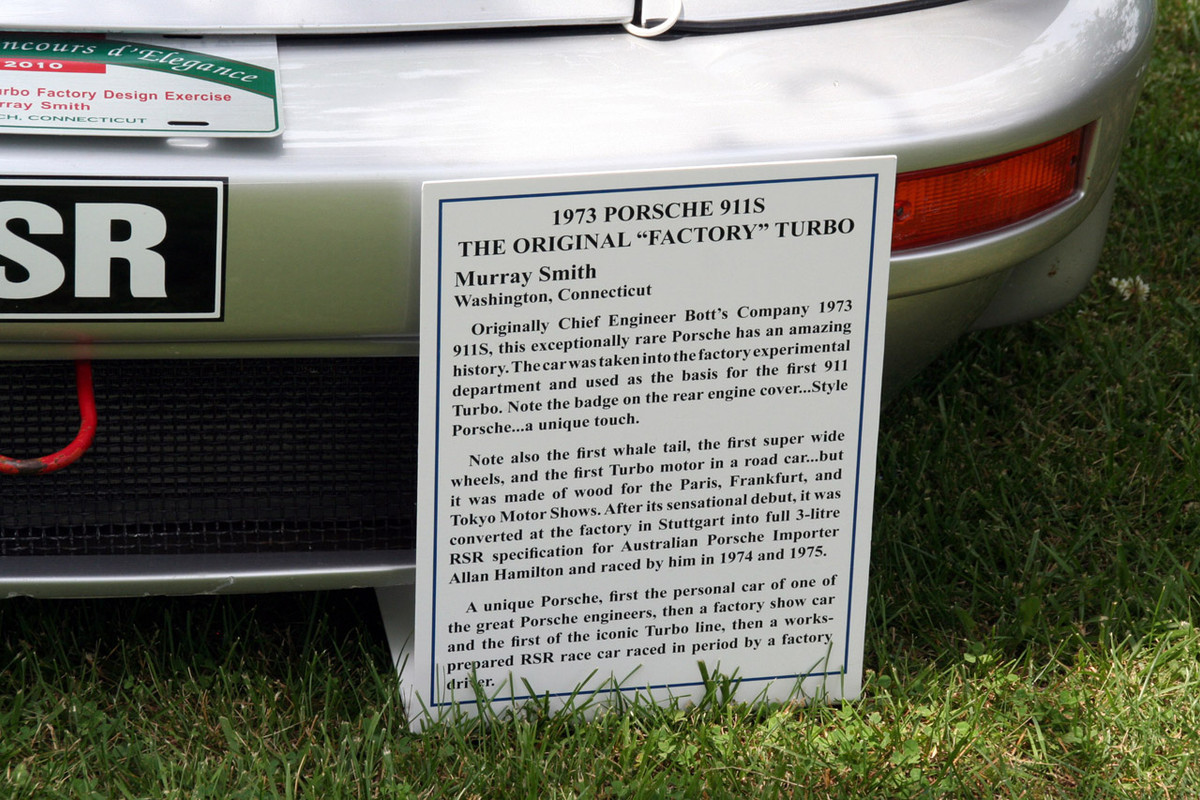 ncours d'Elegance
2010
urbo Factory Design Exercise
rray Smith
CH, CONNECTICUT
SR
1973 PORSCHE 911S
THE ORIGINAL “FACTORY” TURBO
Murray Smith
Washington, Connecticut
Originally Chief Engineer Bott’s Company 1973
911S, this exceptionally rare Porsche has an amazing
history. The car was taken into the factory experimental
department and used as the basis for the first 911
Turbo. Note the badge on the rear engine cover...Style
Porsche...a unique touch.
Note also the first whale tail, the first super wide
wheels, and the first Turbo motor in a road car...but
it was made of wood for the Paris, Frankfurt, and
Tokyo Motor Shows. After its sensational debut, it was
converted at the factory in Stuttgart into full 3-litre
RSR specification for Australian Porsche Importer
Allan Hamilton and raced by him in 1974 and 1975.
A unique Porsche, first the personal car of one of
the great Porsche engineers, then a factory show car
and the first of the iconic Turbo line, then a works-
prepared RSR race car raced in period by a factory
driver.